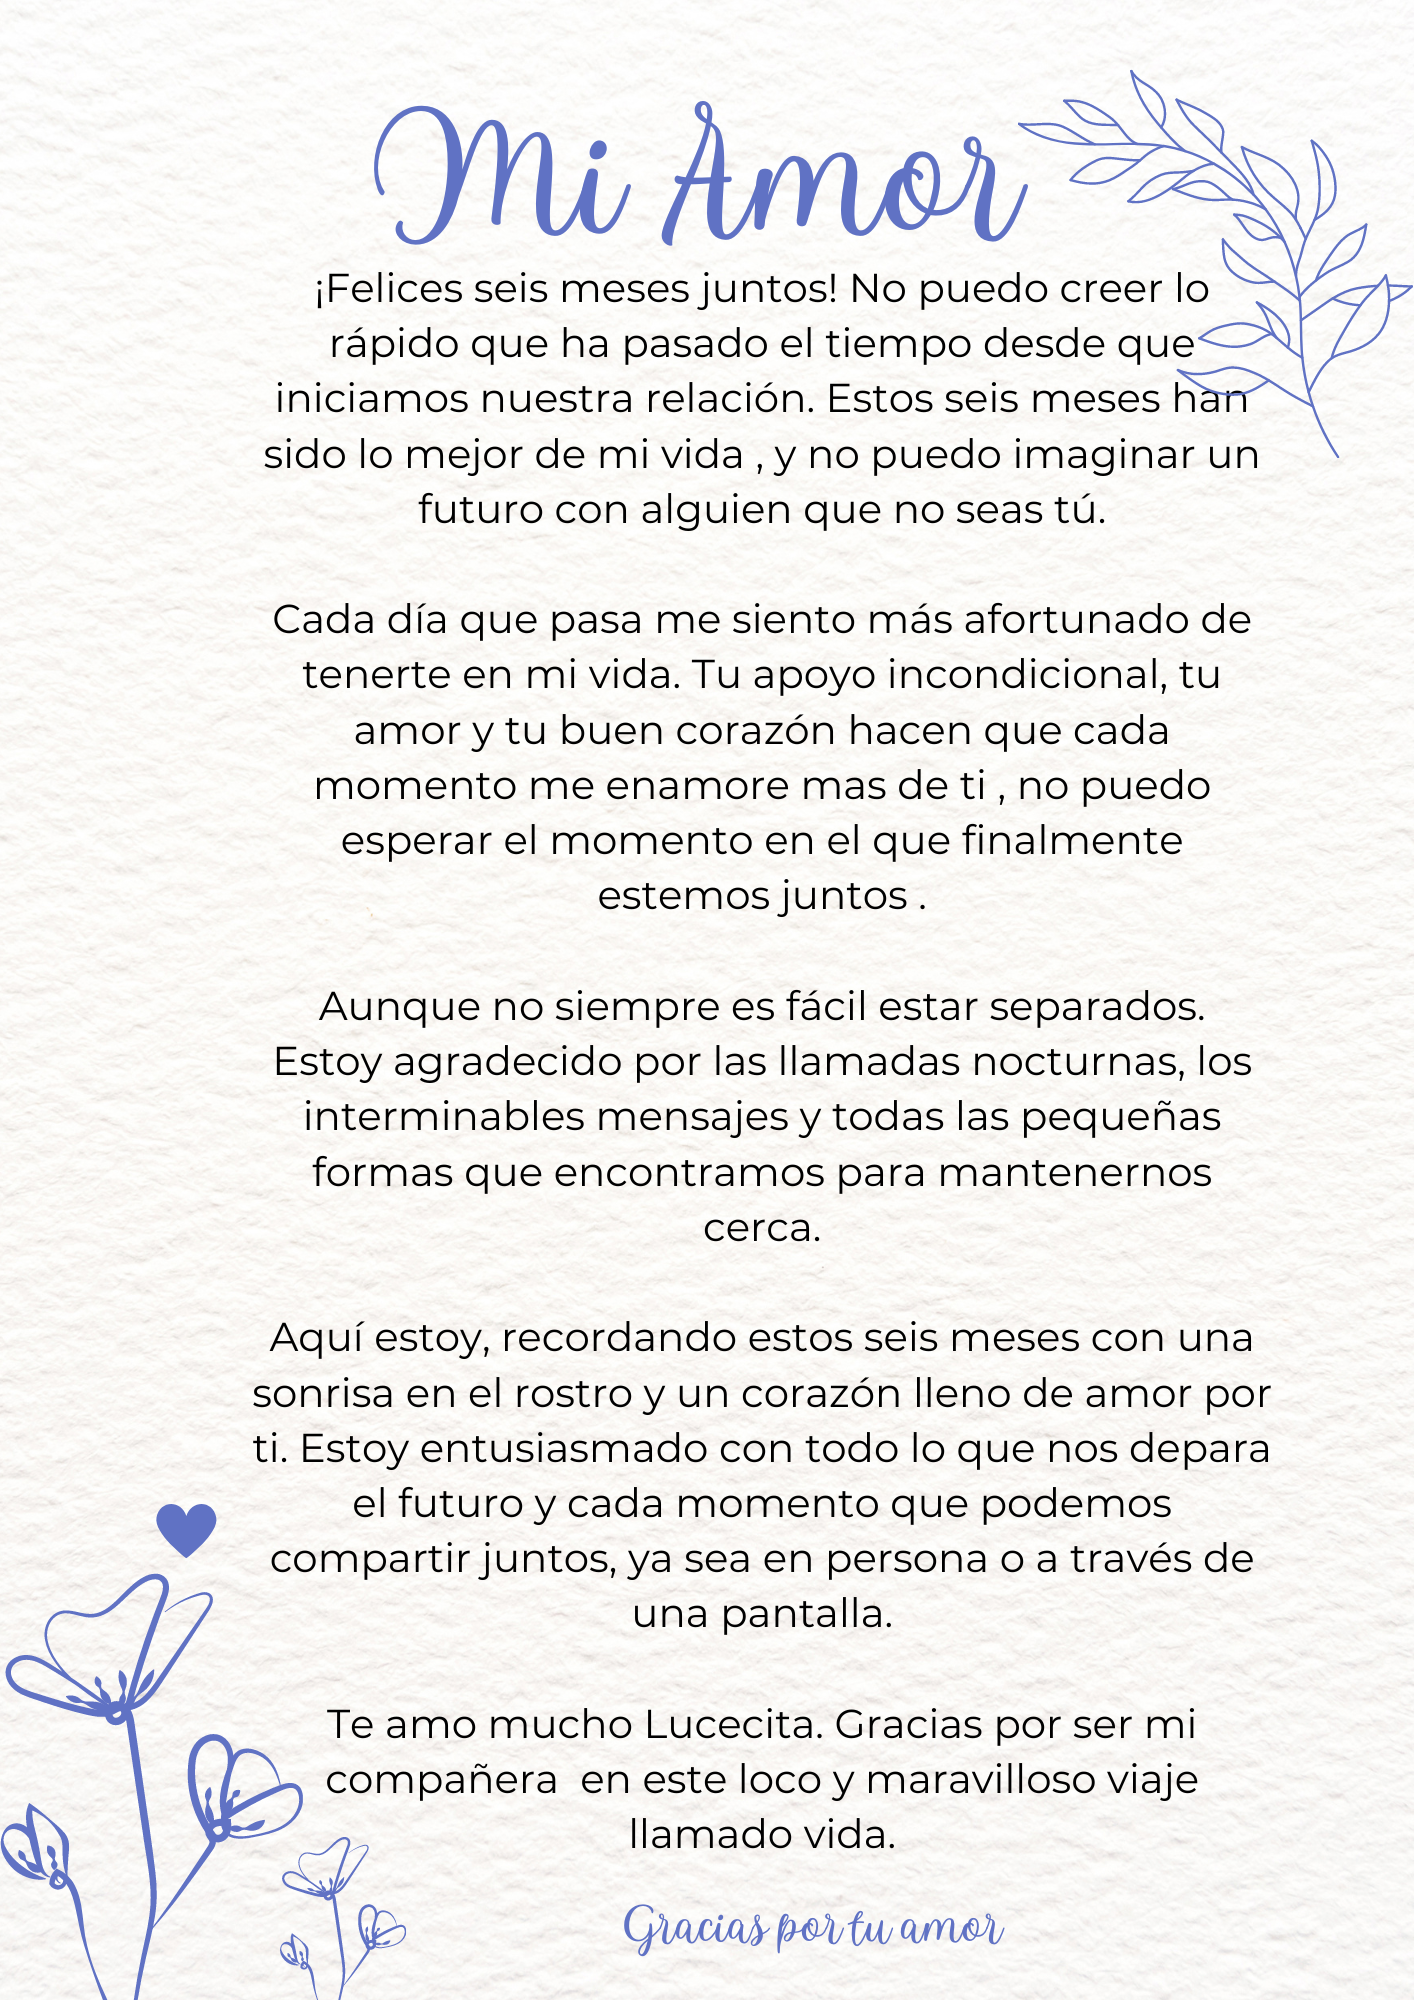 Mi Amor
¡Felices seis meses juntos! No puedo creer lo
rápido que ha pasado el tiempo desde que
iniciamos nuestra relación. Estos seis meses han
sido lo mejor de mi vida , y no puedo imaginar un
futuro con alguien que no seas tú.
Cada día que pasa me siento más afortunado de
tenerte en mi vida. Tu apoyo incondicional, tu
amor y tu buen corazón hacen que cada
momento me enamore mas de ti , no puedo
esperar el momento en el que finalmente
estemos juntos .
Aunque no siempre es fácil estar separados.
Estoy agradecido por las llamadas nocturnas, los
interminables mensajes y todas las pequeñas
formas que encontramos para mantenernos
cerca.
Aquí estoy, recordando estos seis meses con una
sonrisa en el rostro y un corazón lleno de amor por
ti. Estoy entusiasmado con todo lo que nos depara
el futuro y cada momento que podemos
compartir juntos, ya sea en persona o a través de
una pantalla.
Te amo mucho Lucecita. Gracias por ser mi
compañera  en este loco y maravilloso viaje
llamado vida.
Gracias por tu amor